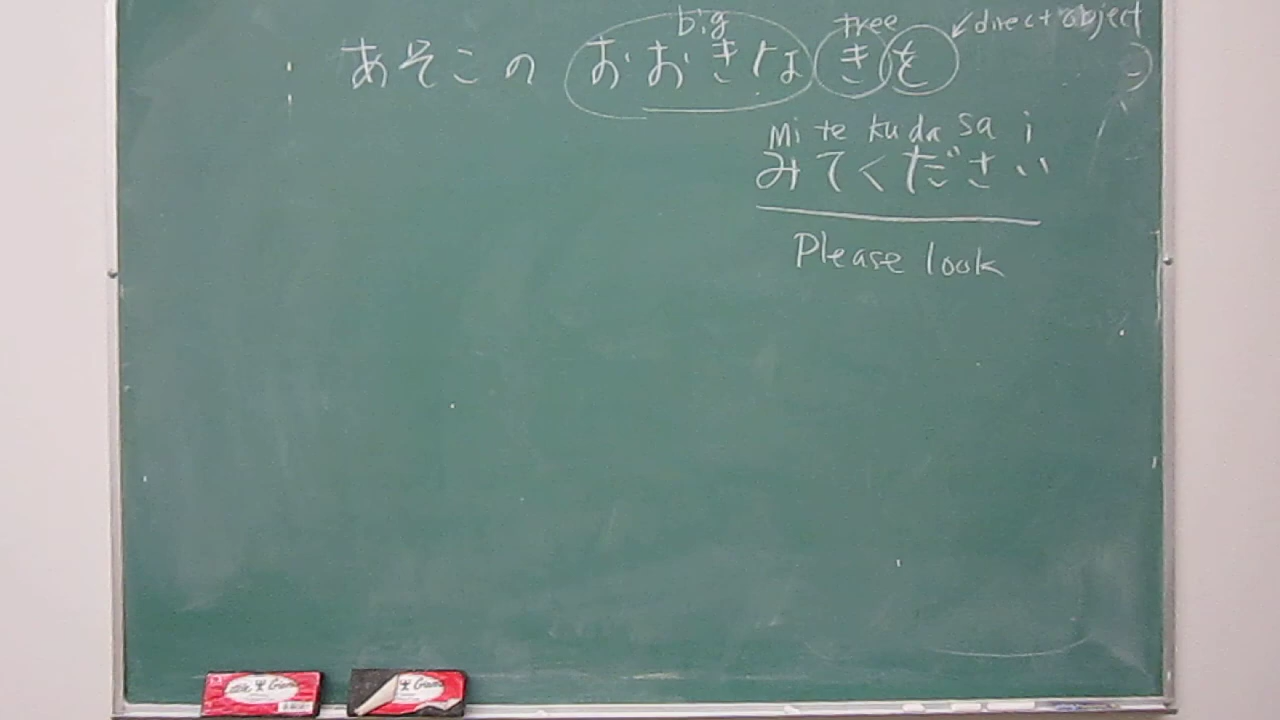 big tree direct object
あそこの おおきな き を
Mi te ku da sa i
みてください
Please look